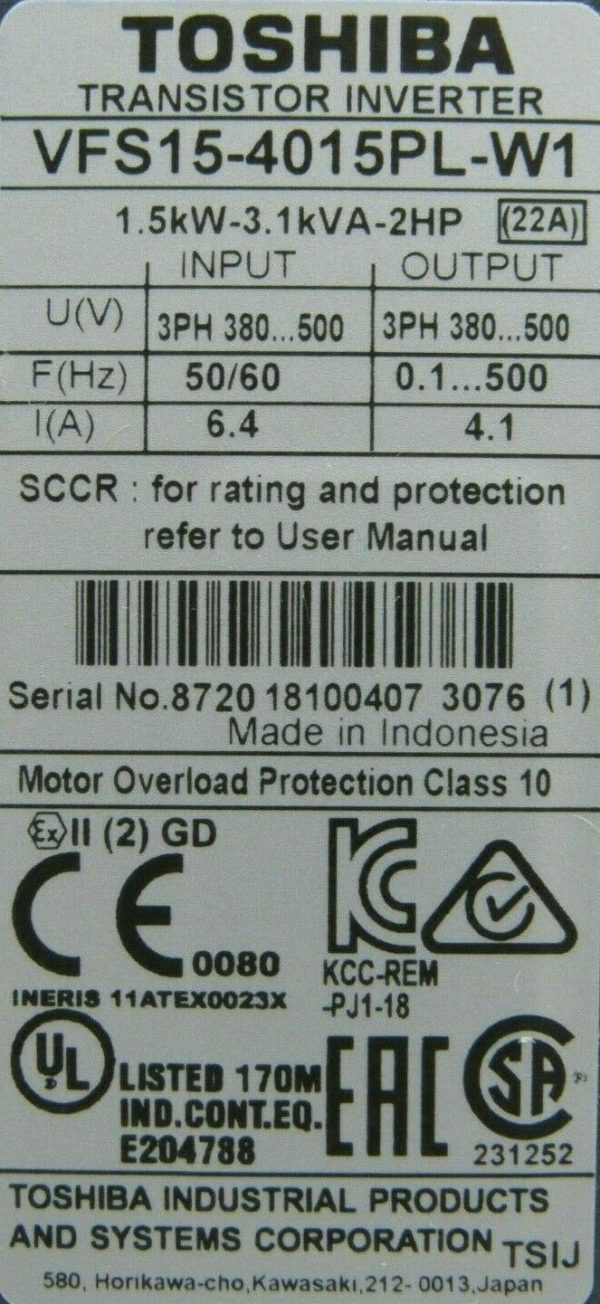 TOSHIBA
TRANSISTOR INVERTER
VFS15-4015PL-W1
1.5kW-3.1kVA-2HP (22A)
INPUT OUTPUT
U(V) 3PH 380...500 3PH 380...500
F(Hz) 50/60 0.1...500
I(A) 6.4 4.1
SCCR : for rating and protection
refer to User Manual
Serial No.8720 18100407 3076 (1)
Made in Indonesia
Motor Overload Protection Class 10
Ex II (2) GD
KC
CE 0080
KCC-REM
-PJ1-18
INERIS 11ATEX0023X
UL LISTED 170M
IND.CONT.EQ.
E204788
EAC
SA
231252
TOSHIBA INDUSTRIAL PRODUCTS
AND SYSTEMS CORPORATION TSIJ
580, Horikawa-cho,Kawasaki,212- 0013,Japan